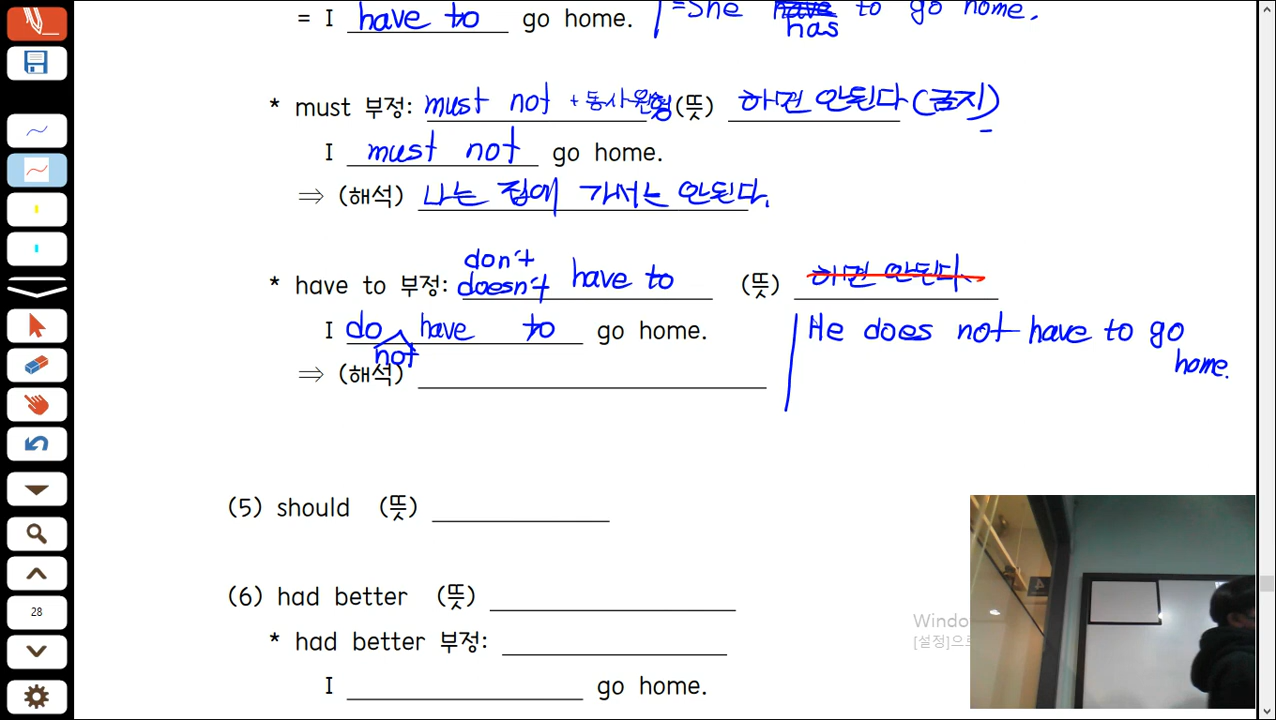 = I have to go home. =She have to go home.
has
* must 부정: must not + 동사원형 (뜻) 하면 안된다 (금지)
I must not go home.
⇒ (해석) 나는 집에 가서는 안된다.
don't
* have to 부정: doesn't have to (뜻) 하면 안된다.
I do have to go home. He does not have to go
not home.
⇒ (해석)
(5) should (뜻)
(6) had better (뜻)
* had better 부정:
I go home.
28
Windo
[설정]으